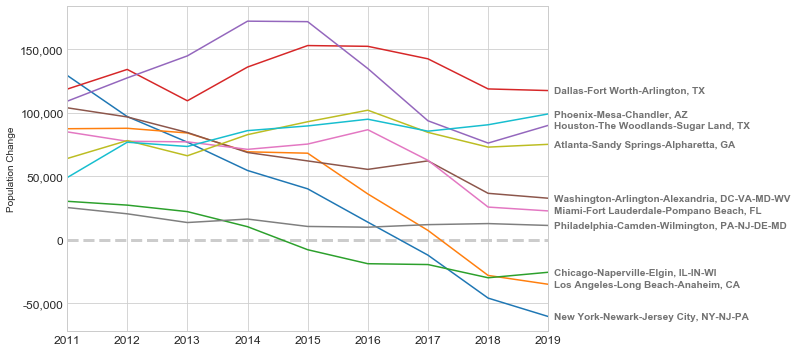 150,000
100,000
50,000
0
-50,000
Population Change
2011 2012 2013 2014 2015 2016 2017 2018 2019
Dallas-Fort Worth-Arlington, TX
Phoenix-Mesa-Chandler, AZ
Houston-The Woodlands-Sugar Land, TX
Atlanta-Sandy Springs-Alpharetta, GA
Washington-Arlington-Alexandria, DC-VA-MD-WV
Miami-Fort Lauderdale-Pompano Beach, FL
Philadelphia-Camden-Wilmington, PA-NJ-DE-MD
Chicago-Naperville-Elgin, IL-IN-WI
Los Angeles-Long Beach-Anaheim, CA
New York-Newark-Jersey City, NY-NJ-PA